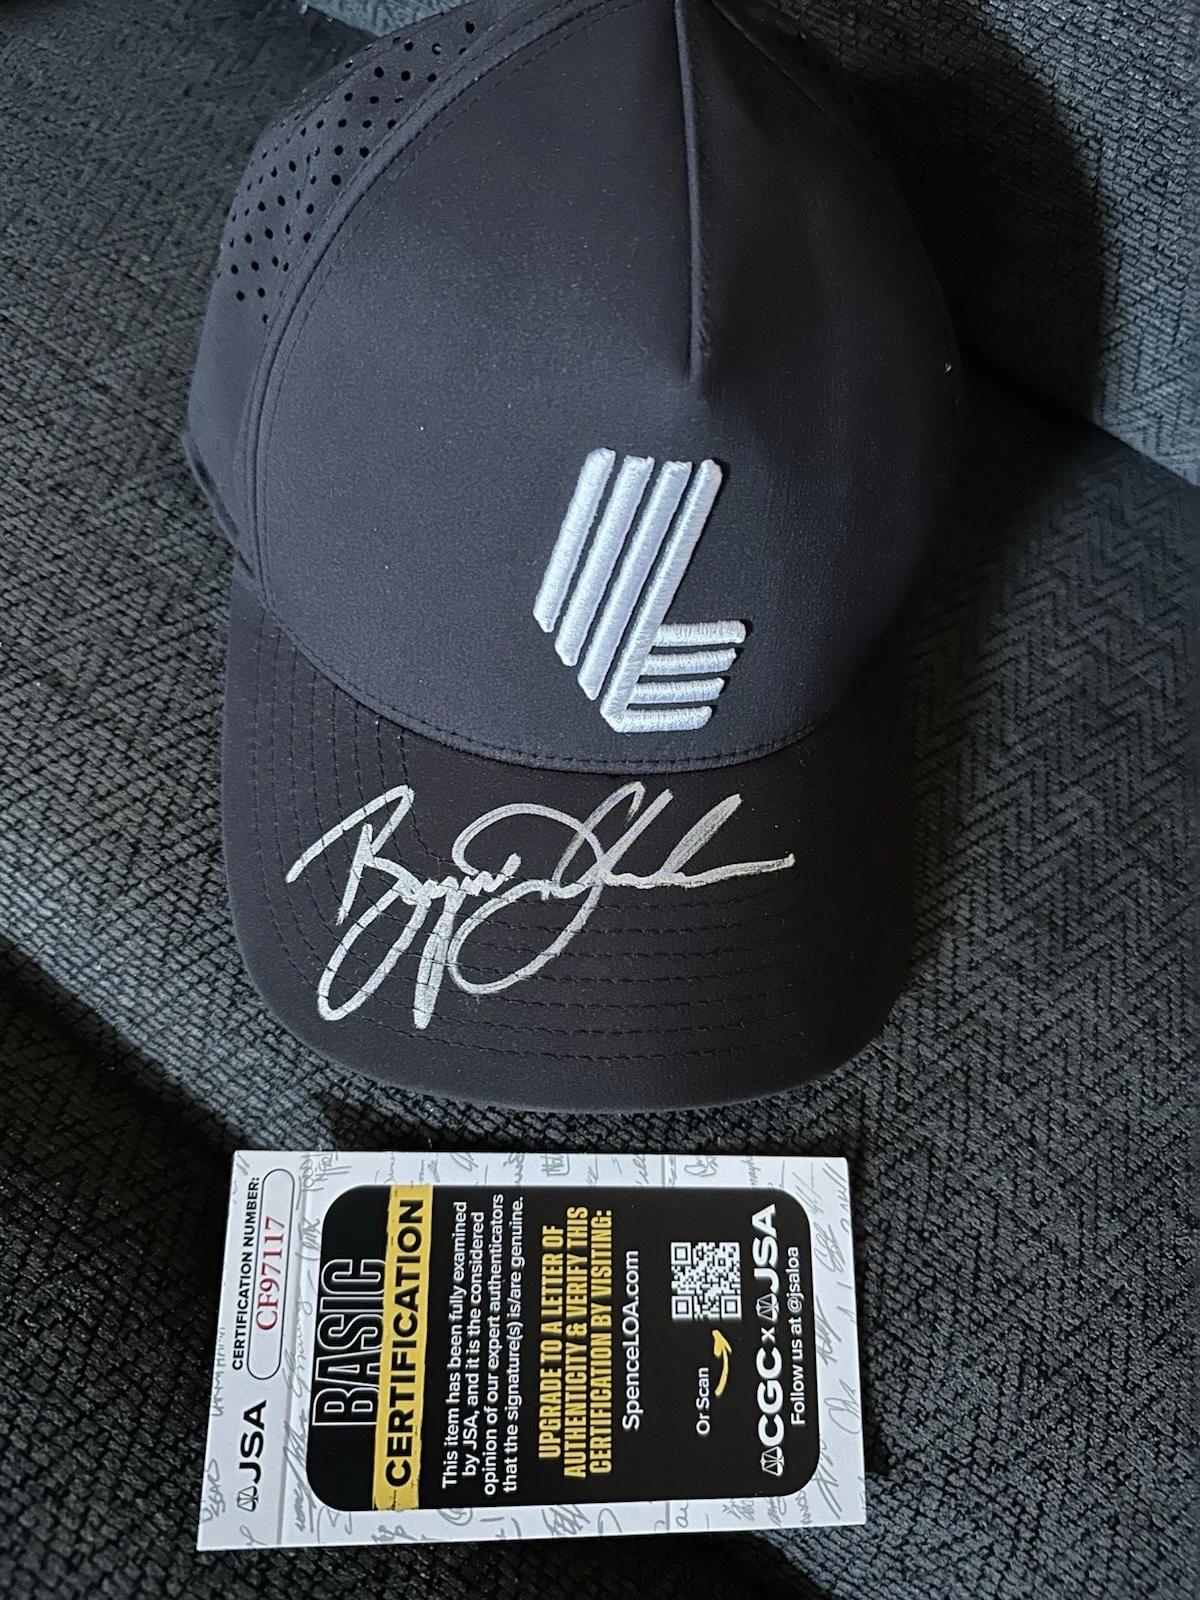 Bryson DeChambeau
JSA
CERTIFICATION NUMBER:
CF97117
BASIC
CERTIFICATION
This item has been fully examined
by JSA, and it is the considered
opinion of our expert authenticators
that the signature(s) is/are genuine.
UPGRADE TO A LETTER OF
AUTHENTICITY & VERIFY THIS
CERTIFICATION BY VISITING:
SpenceLOA.com
Or Scan
CGC x JSA
Follow us at @jsaloa